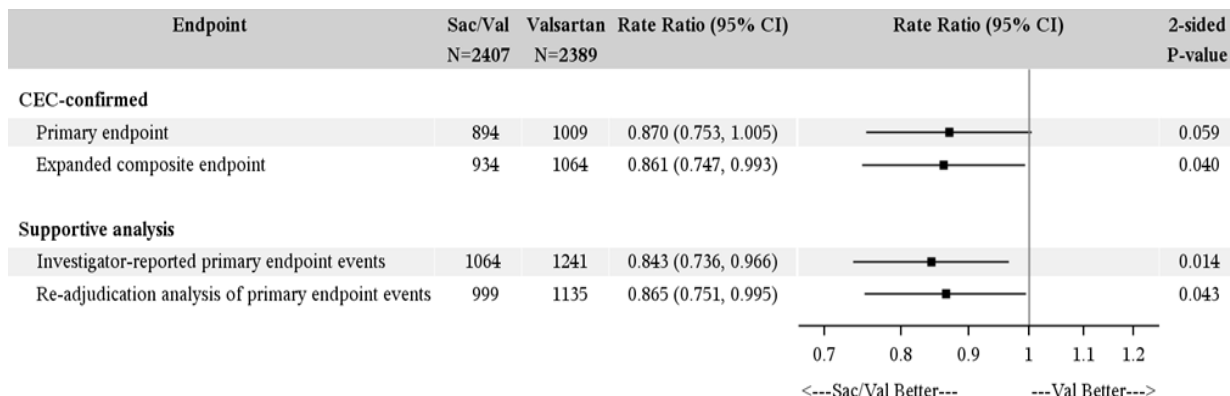 Endpoint Sac/Val Valsartan Rate Ratio (95% CI) Rate Ratio (95% CI) 2-sided
N=2407 N=2389 P-value
CEC-confirmed
Primary endpoint 894 1009 0.870 (0.753, 1.005) 0.059
Expanded composite endpoint 934 1064 0.861 (0.747, 0.993) 0.040
Supportive analysis
Investigator-reported primary endpoint events 1064 1241 0.843 (0.736, 0.966) 0.014
Re-adjudication analysis of primary endpoint events 999 1135 0.865 (0.751, 0.995) 0.043
0.7 0.8 0.9 1 1.1 1.2
<---Sac/Val Better--- ---Val Better--->